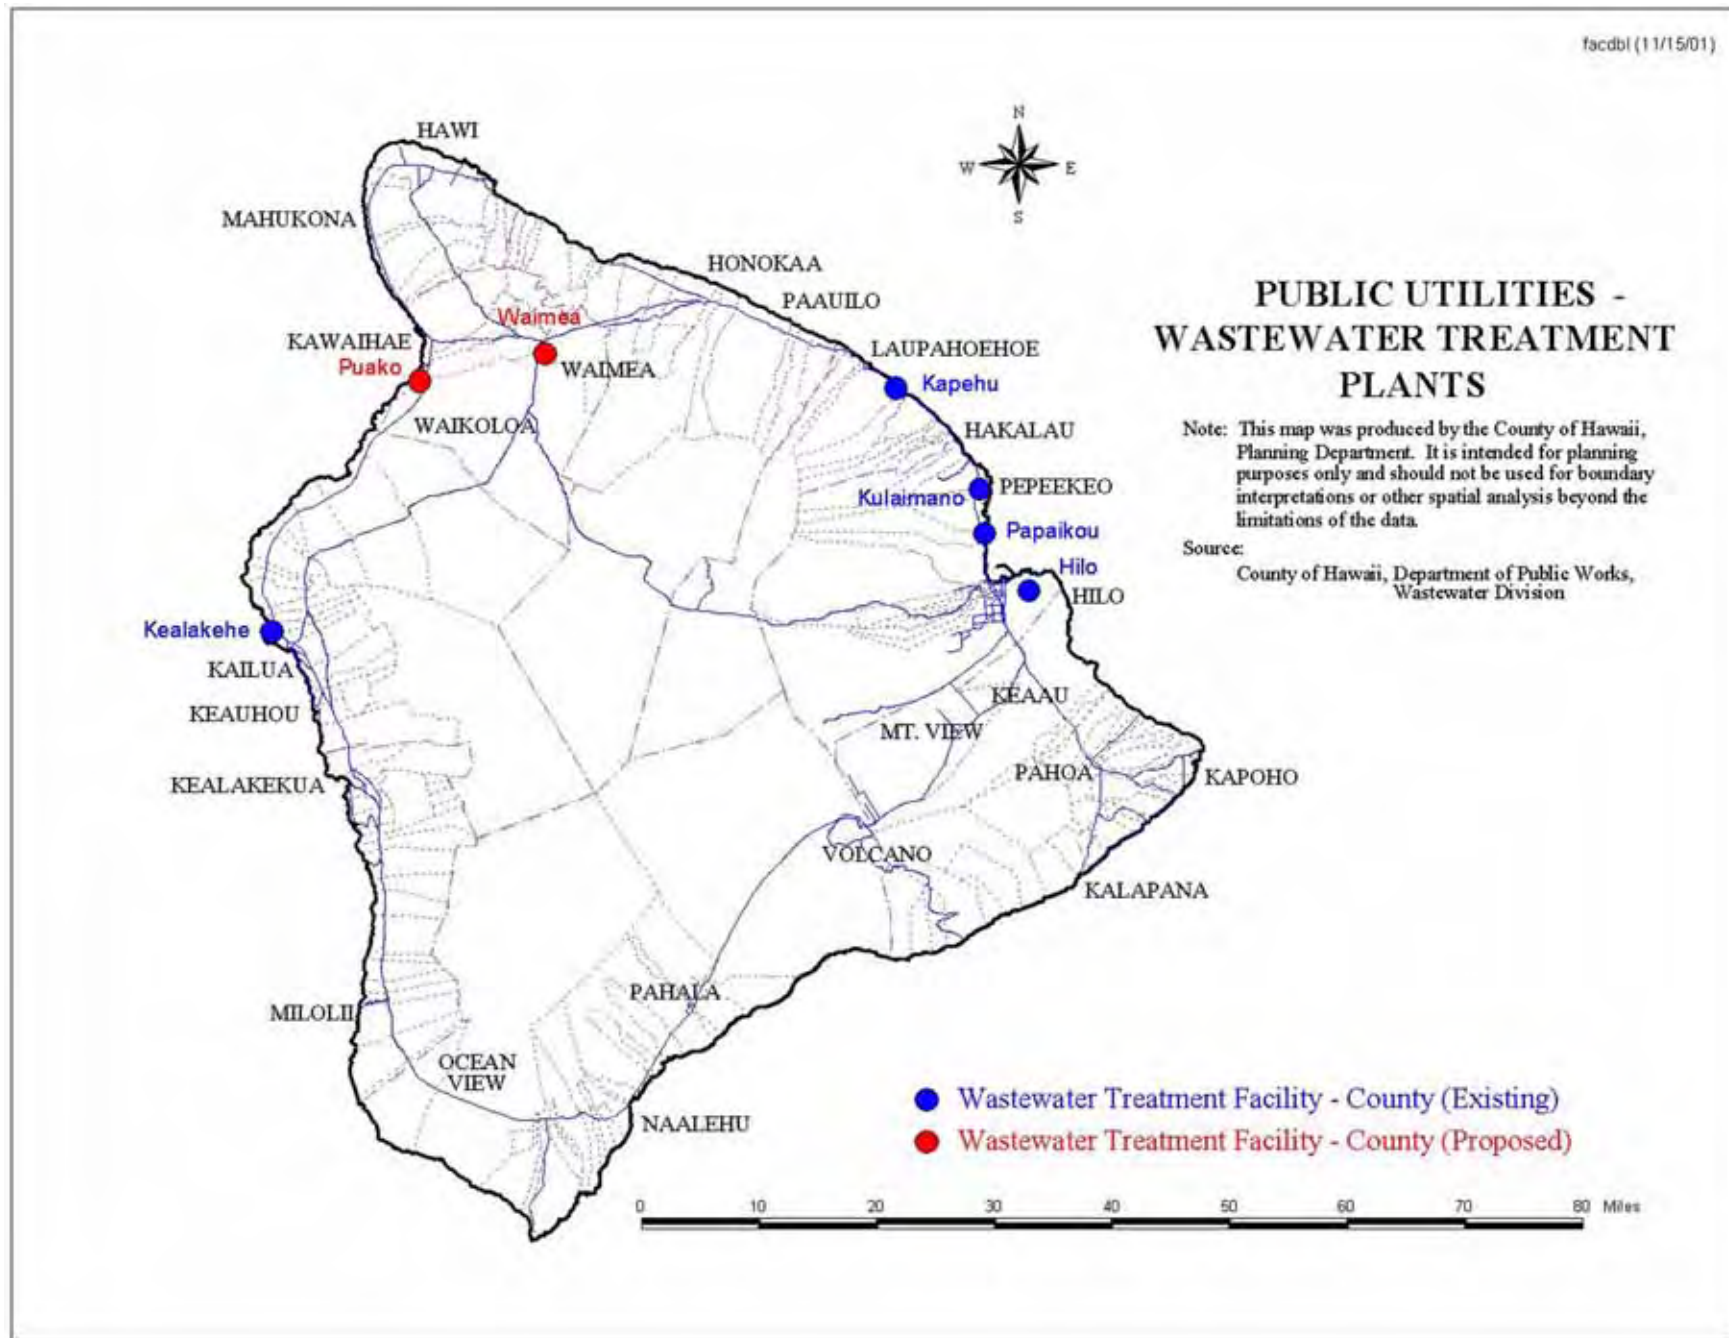 facdbl (11/15/01)
N
W
E
S
HAWI
MAHUKONA
HONOKAA
PAAUILO
KAWAIHAE
Waimea
Puako
WAIMEA
LAUPAHOEHOE
Kapehu
WAIKOLOA
HAKALAU
Kulaimano
PEPEEKEO
Papaikou
Hilo
HILO
PUBLIC UTILITIES -
WASTEWATER TREATMENT
PLANTS
Note: This map was produced by the County of Hawaii,
Planning Department. It is intended for planning
purposes only and should not be used for boundary
interpretations or other spatial analysis beyond the
limitations of the data.
Source:
County of Hawaii, Department of Public Works,
Wastewater Division
Kealakehe
KAILUA
KEAUHOU
KEAAU
MT. VIEW
KEALAKEKUA
PAHOA
KAPOHO
VOLCANO
KALAPANA
PAHALA
MILOLII
OCEAN
VIEW
NAALEHU
Wastewater Treatment Facility - County (Existing)
Wastewater Treatment Facility - County (Proposed)
0 10 20 30 40 50 60 70 80 Miles